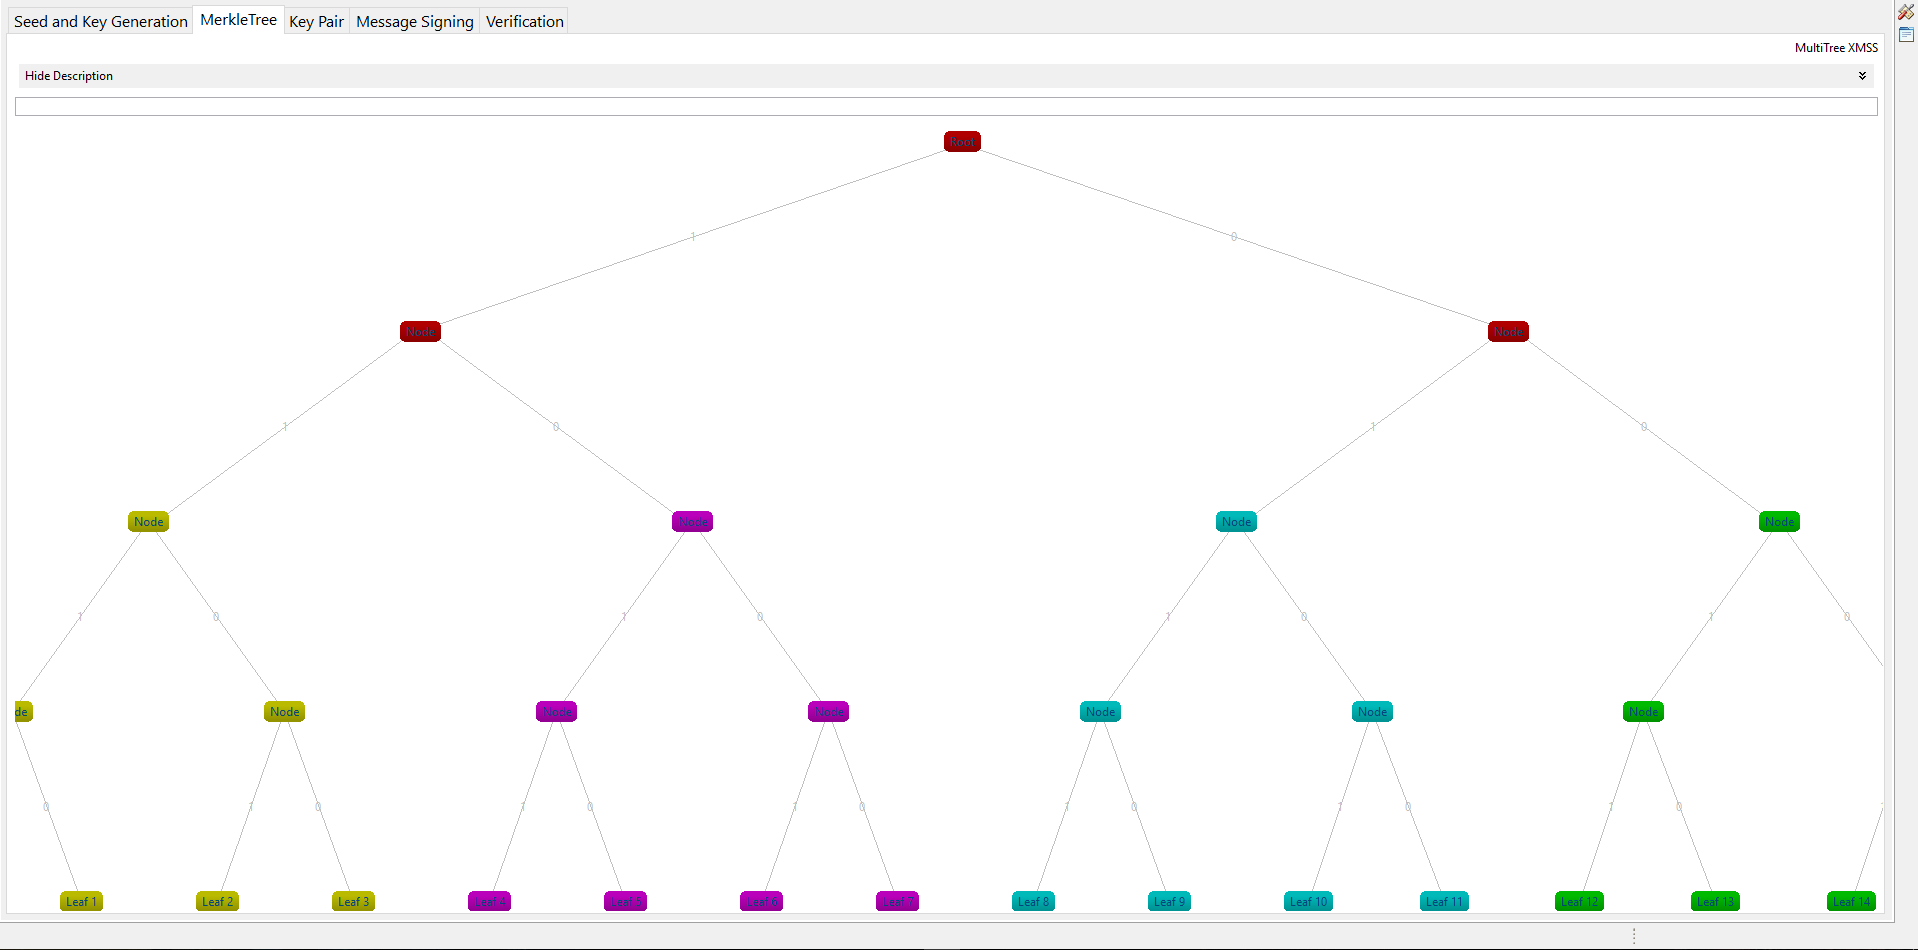 Seed and Key Generation MerkleTree Key Pair Message Signing Verification
MultiTree XMSS
Hide Description
Root
1 0
Node Node
1 0 1 0
Node Node Node Node
1 0 1 0 1 0 1 0
de Node Node Node Node Node Node
0 1 0 1 0 1 0 1 0 1 0 1 0
Leaf 1 Leaf 2 Leaf 3 Leaf 4 Leaf 5 Leaf 6 Leaf 7 Leaf 8 Leaf 9 Leaf 10 Leaf 11 Leaf 12 Leaf 13 Leaf 14